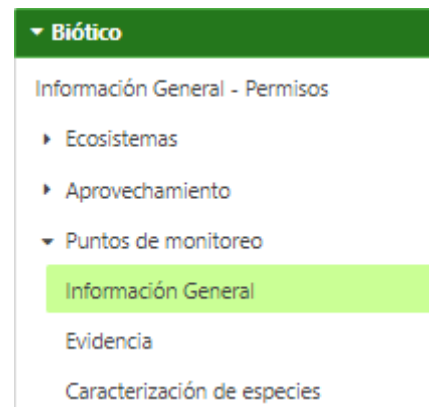 Biótico
Información General - Permisos
Ecosistemas
Aprovechamiento
Puntos de monitoreo
Información General
Evidencia
Caracterización de especies